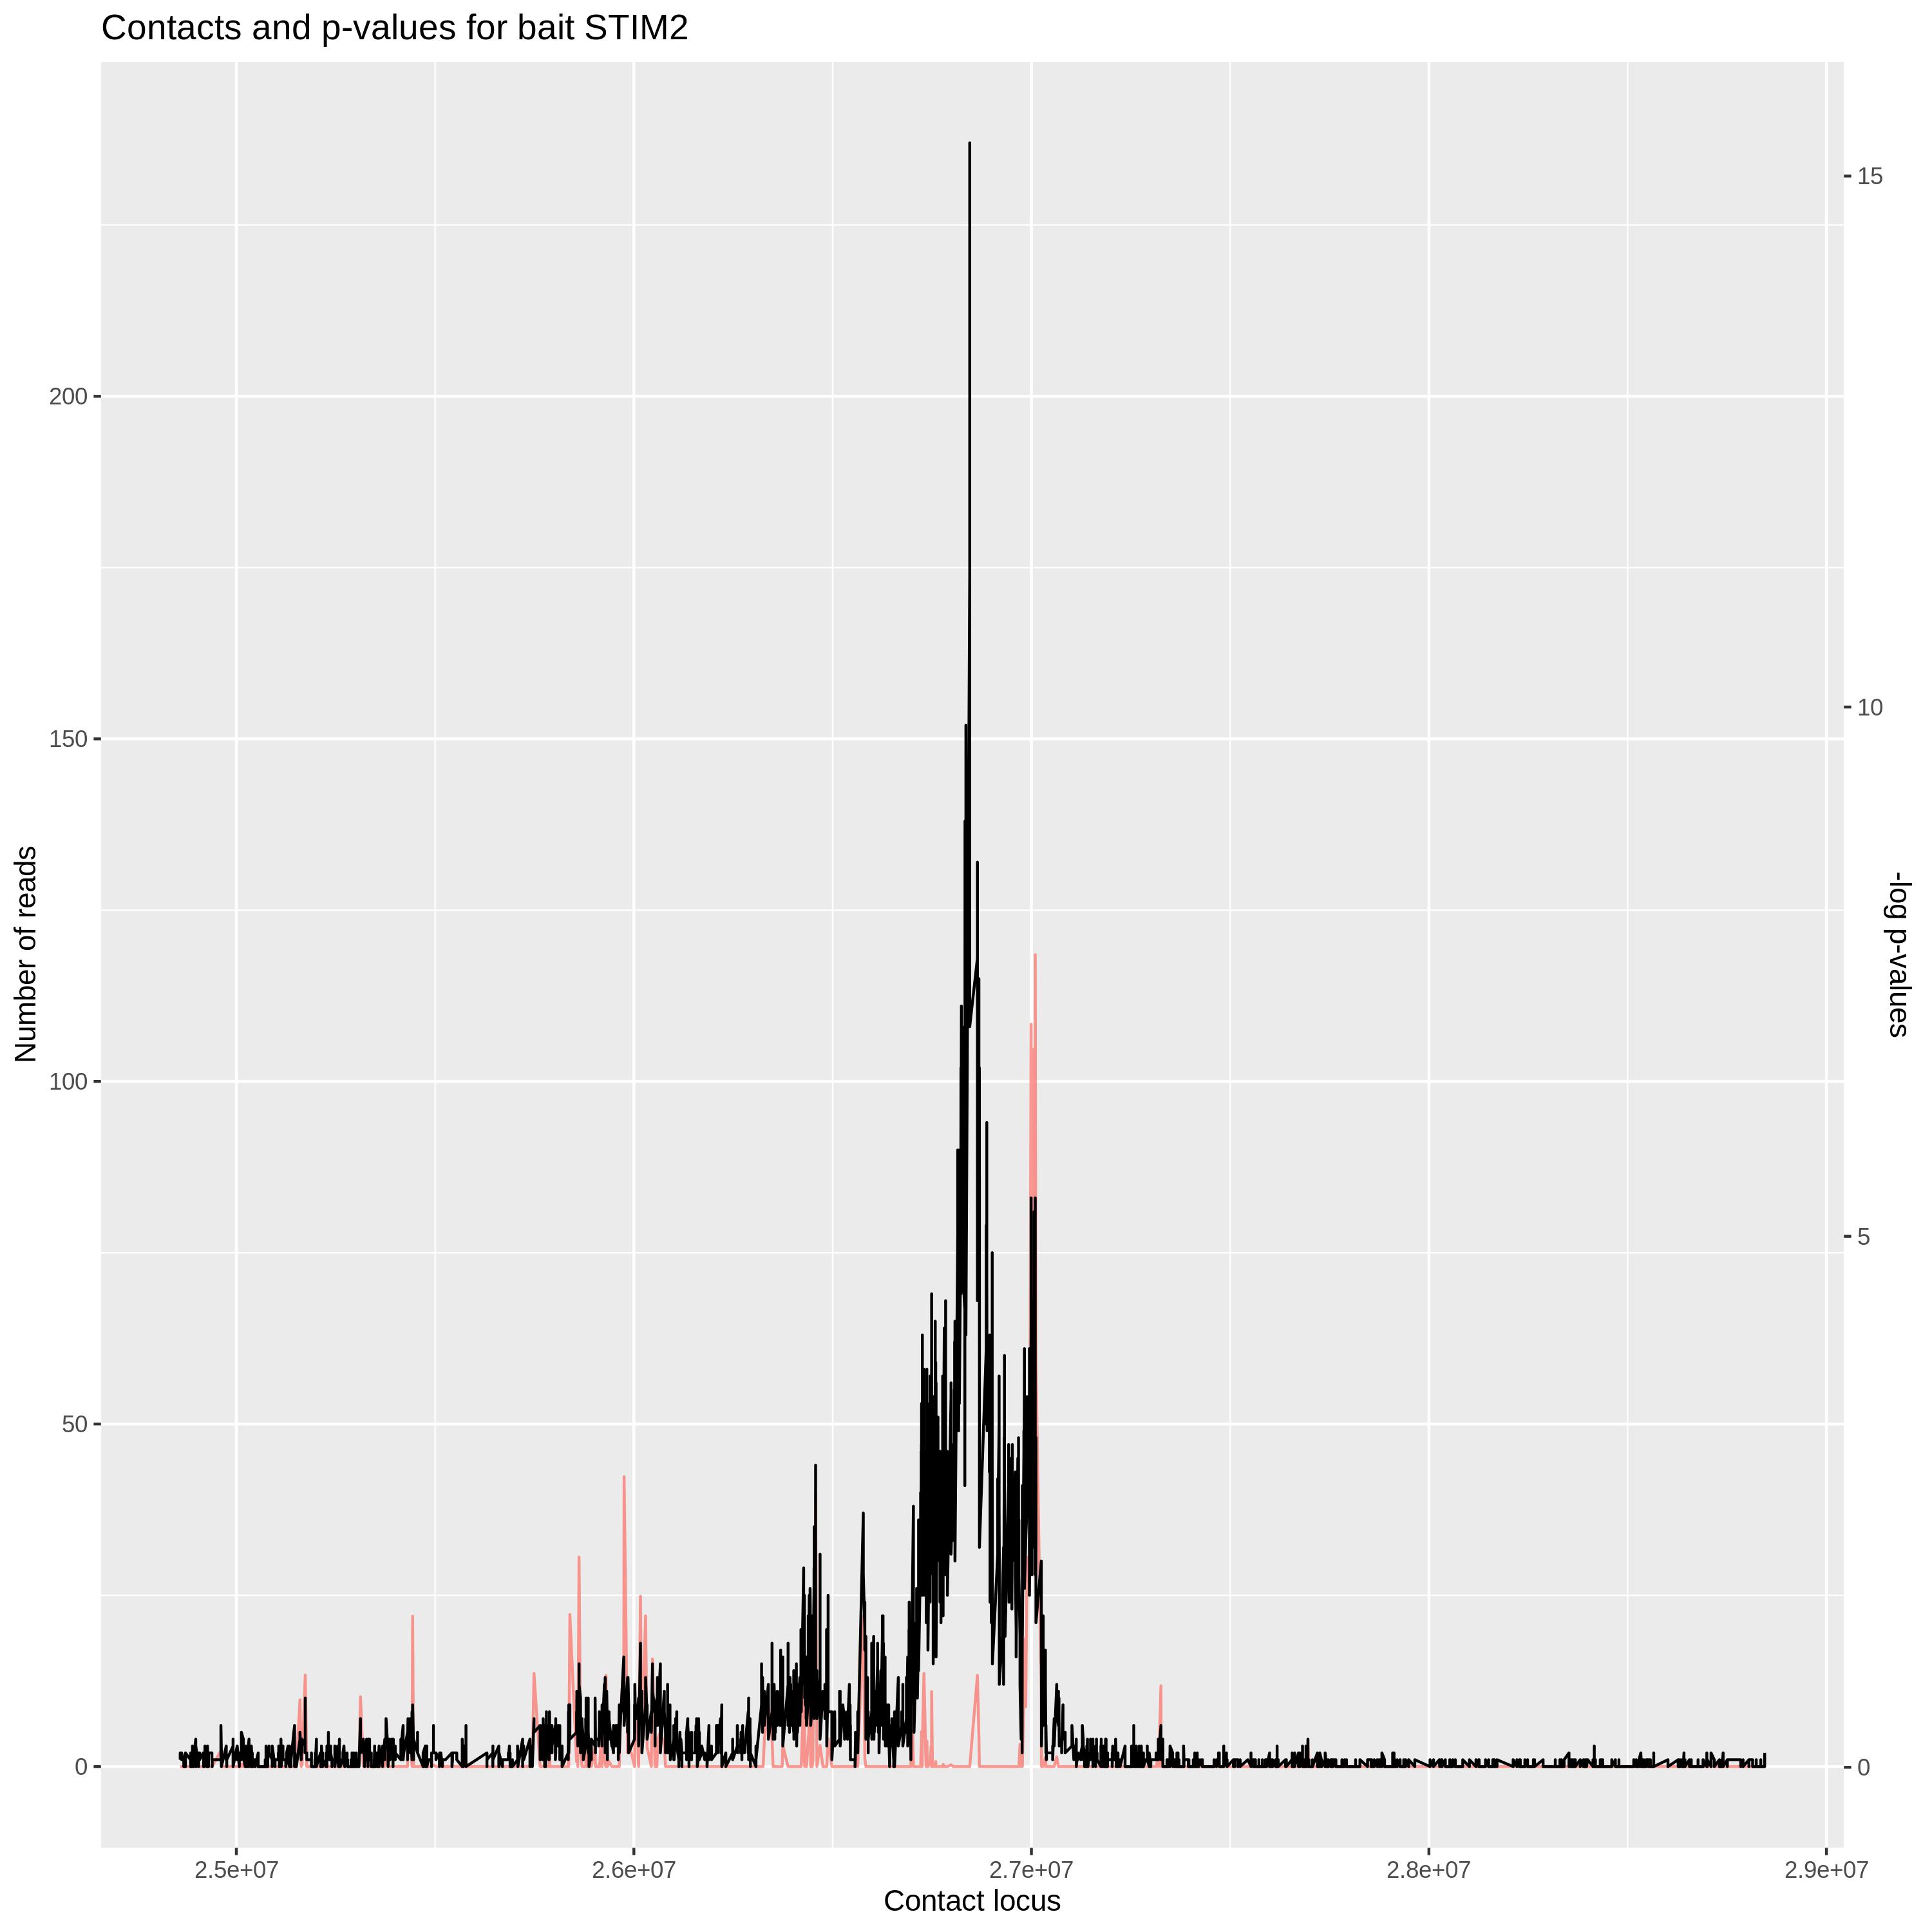 Contacts and p-values for bait STIM2
Number of reads
200
150
100
50
0
15
10
5
0
-log p-values
2.5e+07
2.6e+07
2.7e+07
2.8e+07
2.9e+07
Contact locus